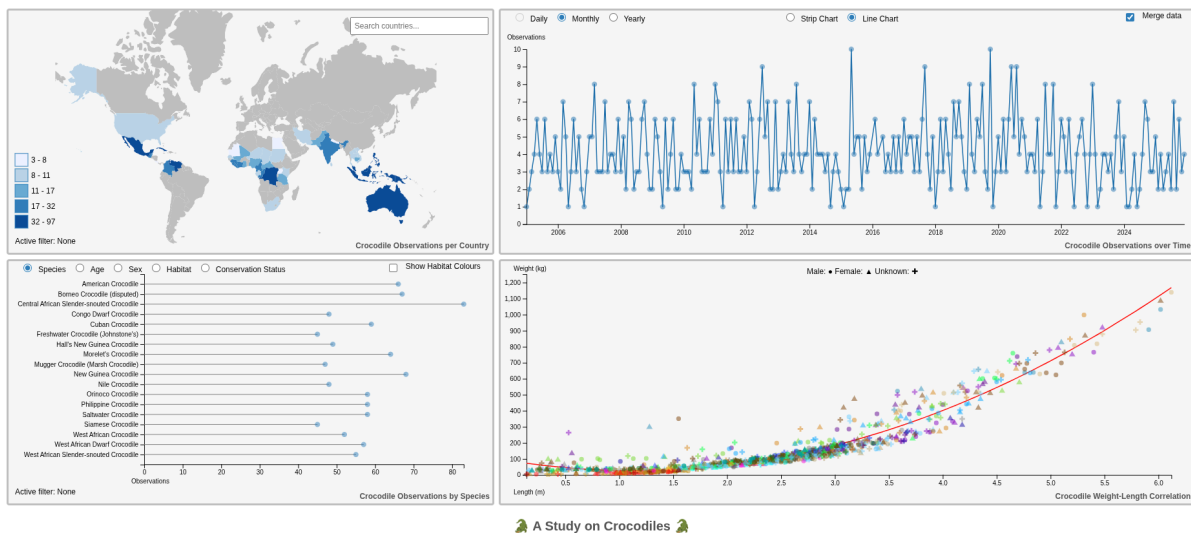 Search countries...
3 - 8
8 - 11
11 - 17
17 - 32
32 - 97
Active filter: None
Crocodile Observations per Country
Daily Monthly Yearly Strip Chart Line Chart Merge data
Observations
10
9
8
7
6
5
4
3
2
1
0
2006 2008 2010 2012 2014 2016 2018 2020 2022 2024
Crocodile Observations over Time
Species Age Sex Habitat Conservation Status Show Habitat Colours
American Crocodile
Borneo Crocodile (disputed)
Central African Slender-snouted Crocodile
Congo Dwarf Crocodile
Cuban Crocodile
Freshwater Crocodile (Johnstone's)
Hall's New Guinea Crocodile
Morelet's Crocodile
Mugger Crocodile (Marsh Crocodile)
New Guinea Crocodile
Nile Crocodile
Orinoco Crocodile
Philippine Crocodile
Saltwater Crocodile
Siamese Crocodile
West African Crocodile
West African Dwarf Crocodile
West African Slender-snouted Crocodile
0 10 20 30 40 50 60 70 80
Observations
Active filter: None
Crocodile Observations by Species
Weight (kg)
Male: ● Female: ▲ Unknown: ✚
1,200
1,100
1,000
900
800
700
600
500
400
300
200
100
0
0.5 1.0 1.5 2.0 2.5 3.0 3.5 4.0 4.5 5.0 5.5 6.0
Length (m)
Crocodile Weight-Length Correlation
🐊 A Study on Crocodiles 🐊